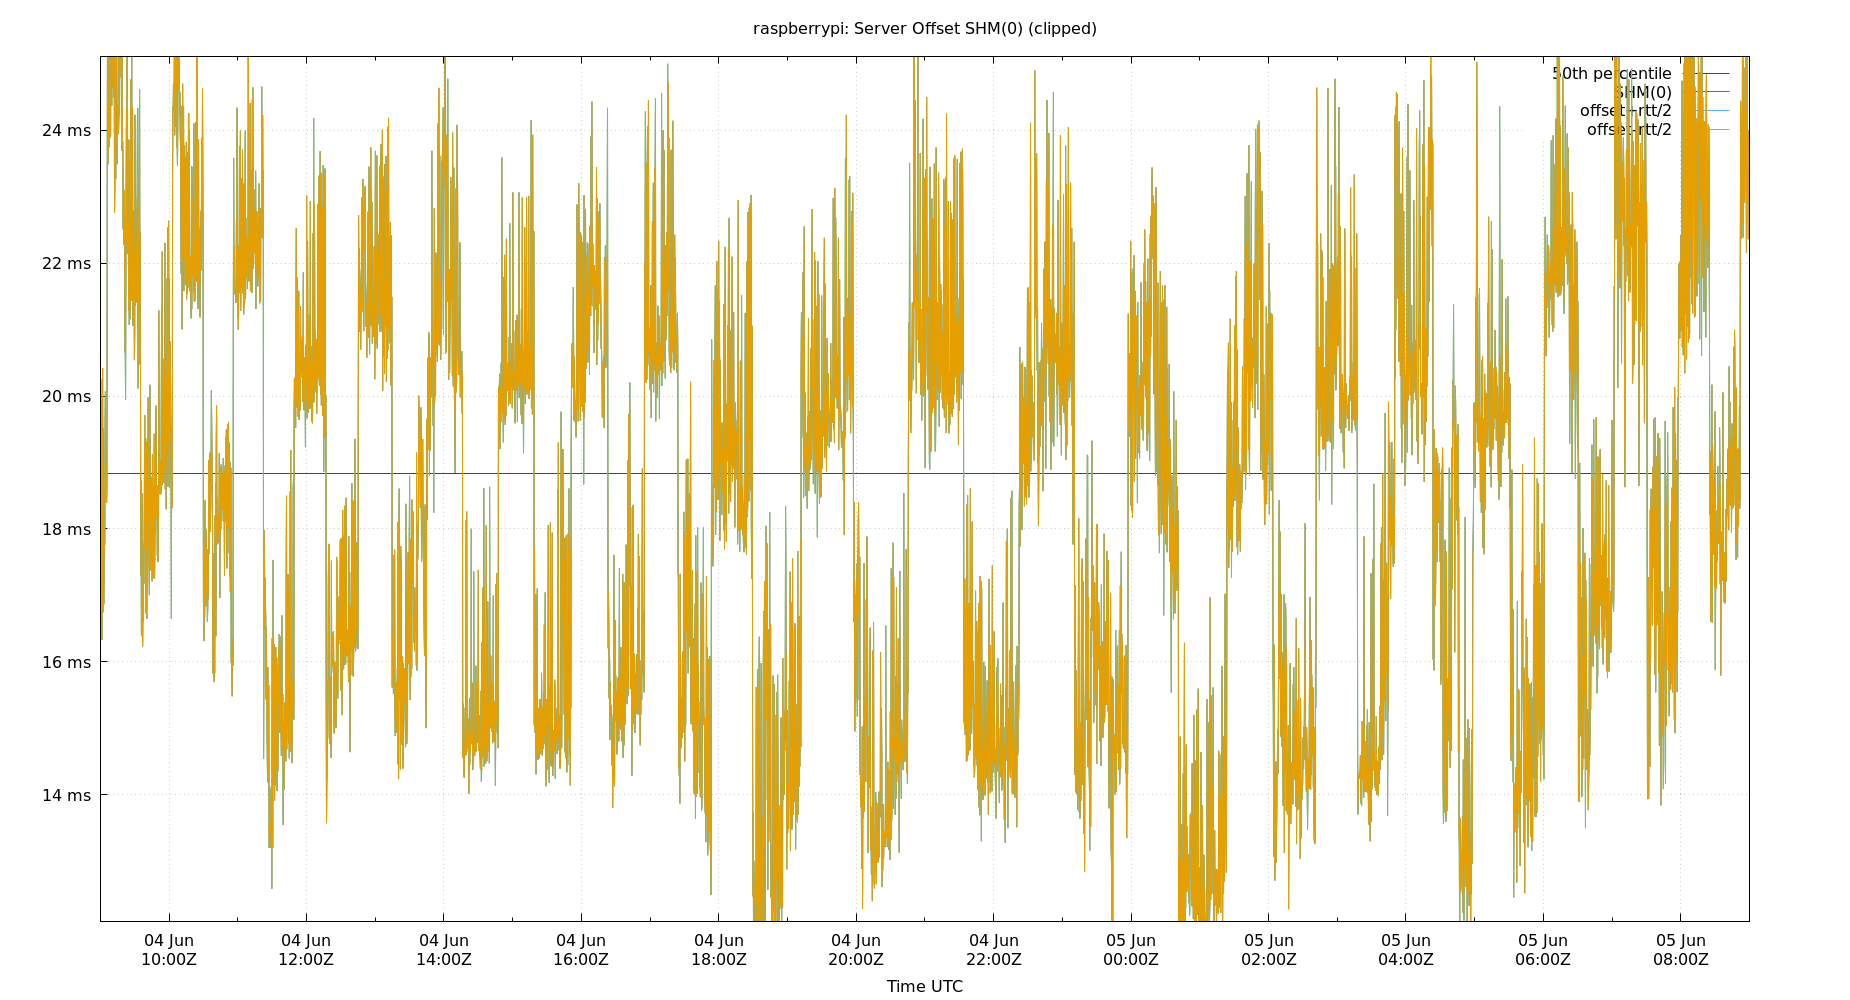 raspberrypi: Server Offset SHM(0) (clipped)
50th percentile
SHM(0)
offset+rtt/2
offset-rtt/2
24 ms
22 ms
20 ms
18 ms
16 ms
14 ms
04 Jun 04 Jun 04 Jun 04 Jun 04 Jun 04 Jun 04 Jun 05 Jun 05 Jun 05 Jun 05 Jun 05 Jun
10:00Z 12:00Z 14:00Z 16:00Z 18:00Z 20:00Z 22:00Z 00:00Z 02:00Z 04:00Z 06:00Z 08:00Z
Time UTC